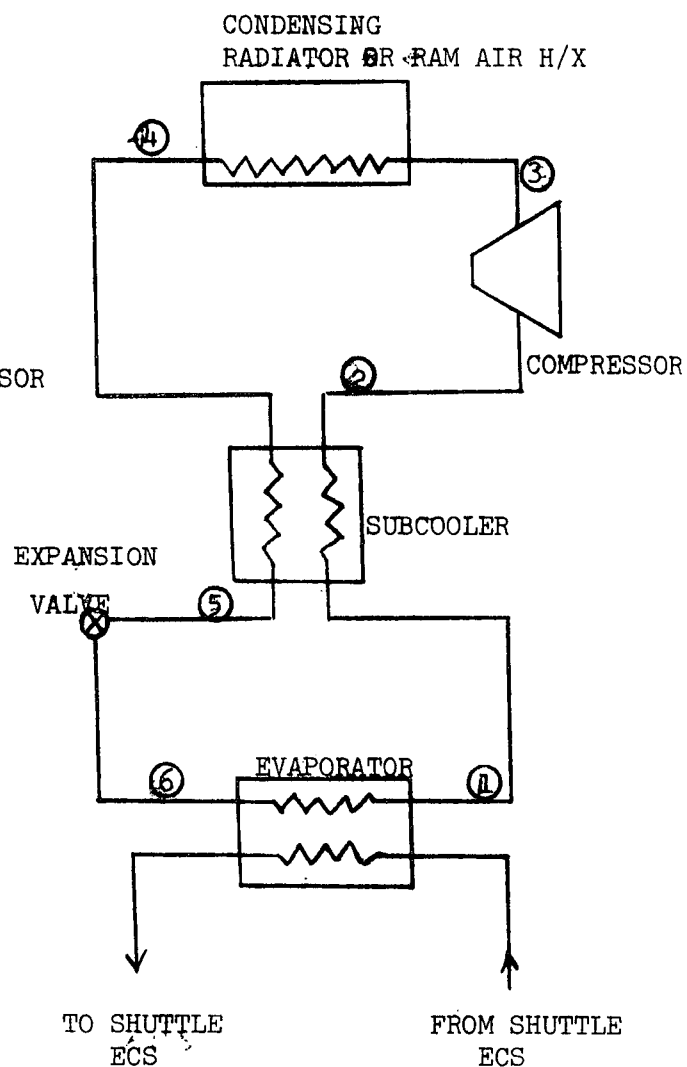 CONDENSING
RADIATOR OR RAM AIR H/X
4
3
COMPRESSOR
2
SOR
SUBCOOLER
EXPANSION
VALVE
5
EVAPORATOR
6
1
TO SHUTTLE
ECS
FROM SHUTTLE
ECS